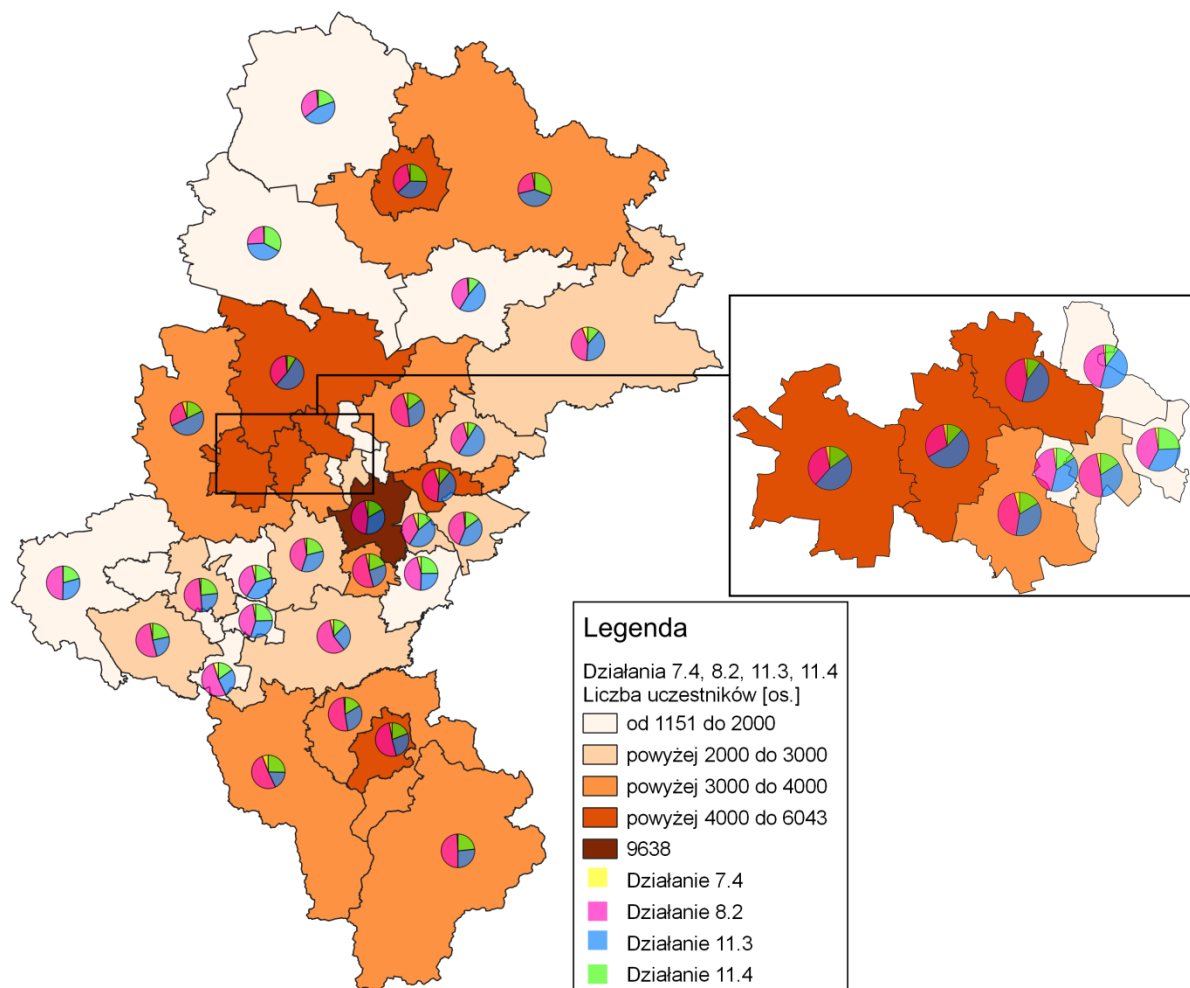 Legenda
Działania 7.4, 8.2, 11.3, 11.4
Liczba uczestników [os.]
od 1151 do 2000
powyżej 2000 do 3000
powyżej 3000 do 4000
powyżej 4000 do 6043
9638
Działanie 7.4
Działanie 8.2
Działanie 11.3
Działanie 11.4